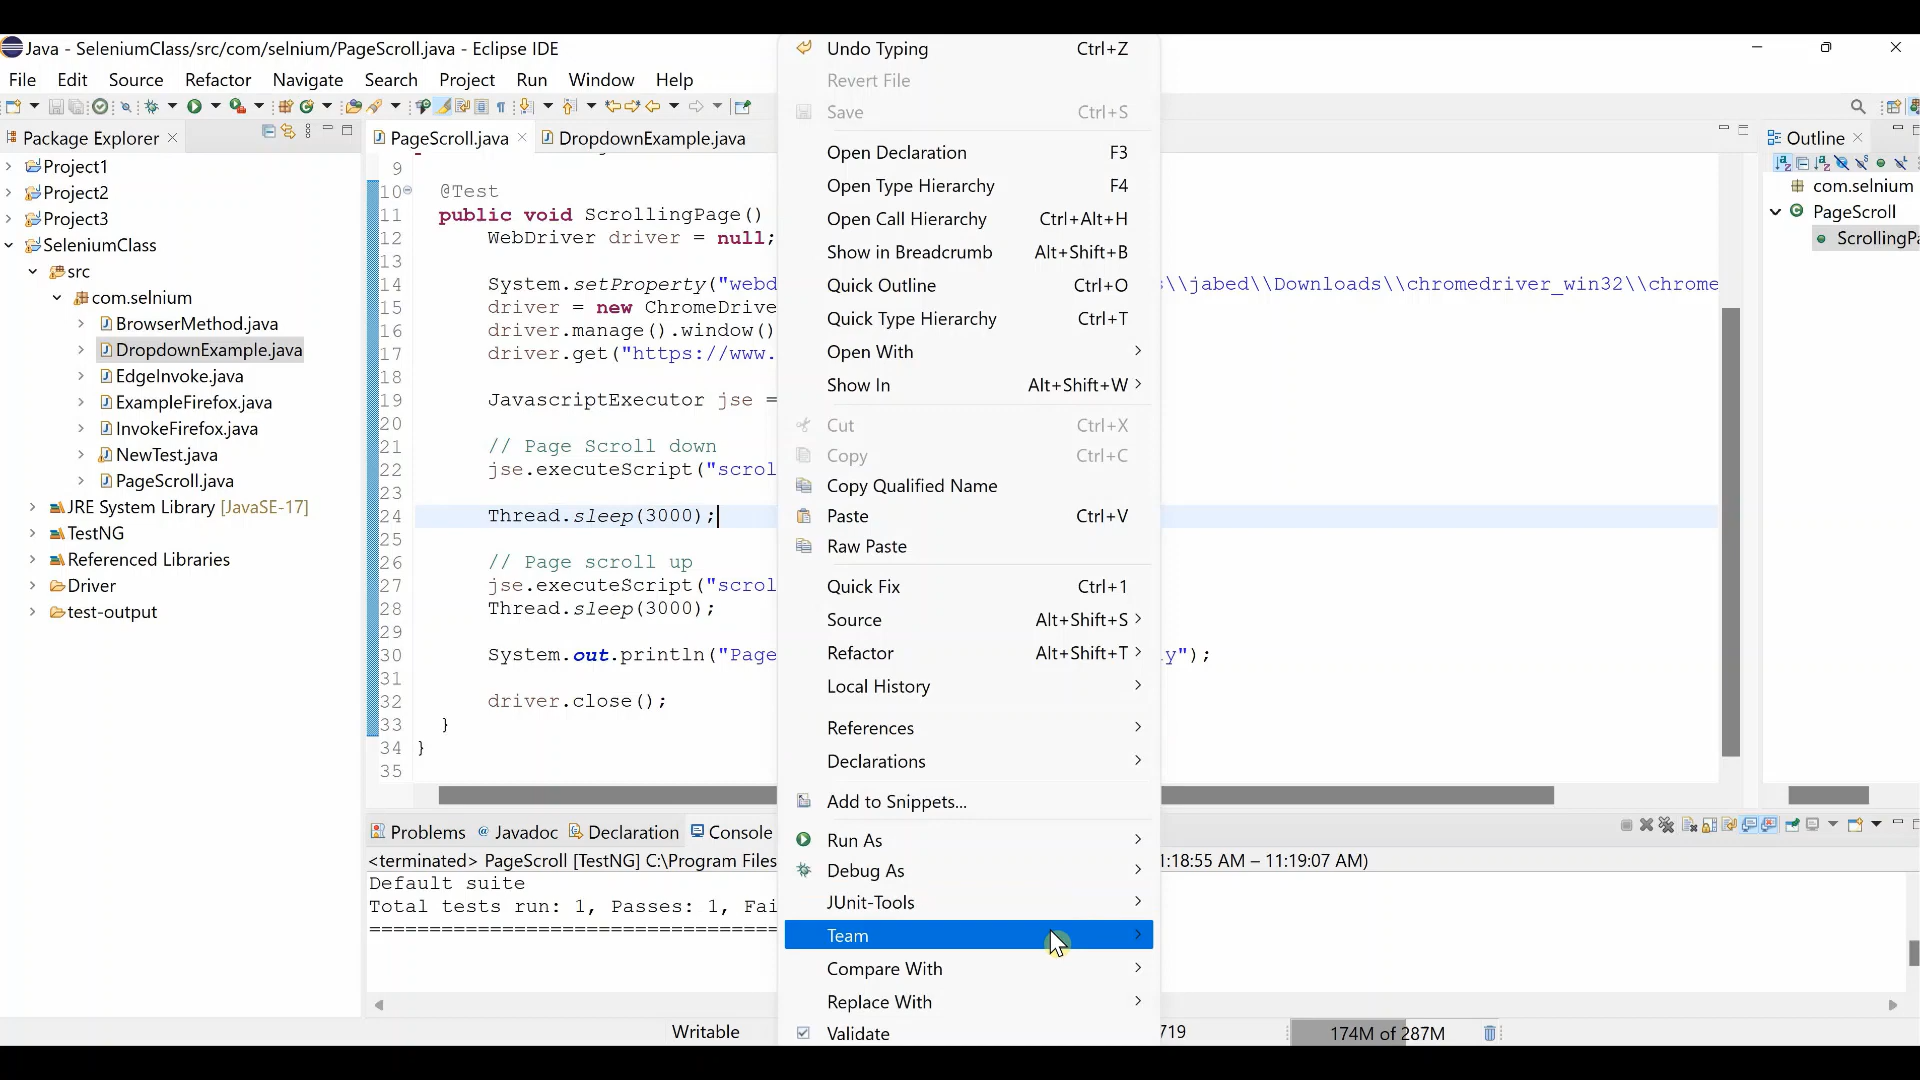 Java - SeleniumClass/src/com/selnium/PageScroll.java - Eclipse IDE
File Edit Source Refactor Navigate Search Project Run Window Help
Package Explorer
Project1
Project2
Project3
SeleniumClass
src
com.selnium
BrowserMethod.java
DropdownExample.java
EdgeInvoke.java
ExampleFirefox.java
InvokeFirefox.java
NewTest.java
PageScroll.java
JRE System Library [JavaSE-17]
TestNG
Referenced Libraries
Driver
test-output
PageScroll.java DropdownExample.java
9
10 @Test
11 public void ScrollingPage()
12 WebDriver driver = null;
13
14 System.setProperty("webd s\\jabed\\Downloads\\chromedriver_win32\\chrome
15 driver = new ChromeDrive
16 driver.manage().window()
17 driver.get("https://www.
18
19 JavascriptExecutor jse =
20
21 // Page Scroll down
22 jse.executeScript("scrol
23
24 Thread.sleep(3000);
25
26 // Page scroll up
27 jse.executeScript("scrol
28 Thread.sleep(3000);
29
30 System.out.println("Page y");
31
32 driver.close();
33 }
34 }
35
Undo Typing Ctrl+Z
Revert File
Save Ctrl+S
Open Declaration F3
Open Type Hierarchy F4
Open Call Hierarchy Ctrl+Alt+H
Show in Breadcrumb Alt+Shift+B
Quick Outline Ctrl+O
Quick Type Hierarchy Ctrl+T
Open With
Show In Alt+Shift+W
Cut Ctrl+X
Copy Ctrl+C
Copy Qualified Name
Paste Ctrl+V
Raw Paste
Quick Fix Ctrl+1
Source Alt+Shift+S
Refactor Alt+Shift+T
Local History
References
Declarations
Add to Snippets...
Run As
Debug As
JUnit-Tools
Team
Compare With
Replace With
Validate
Outline
com.selnium
PageScroll
ScrollingPa
Problems Javadoc Declaration Console
<terminated> PageScroll [TestNG] C:\Program Files 1:18:55 AM – 11:19:07 AM)
Default suite
Total tests run: 1, Passes: 1, Fai
===================================
Writable 719 174M of 287M